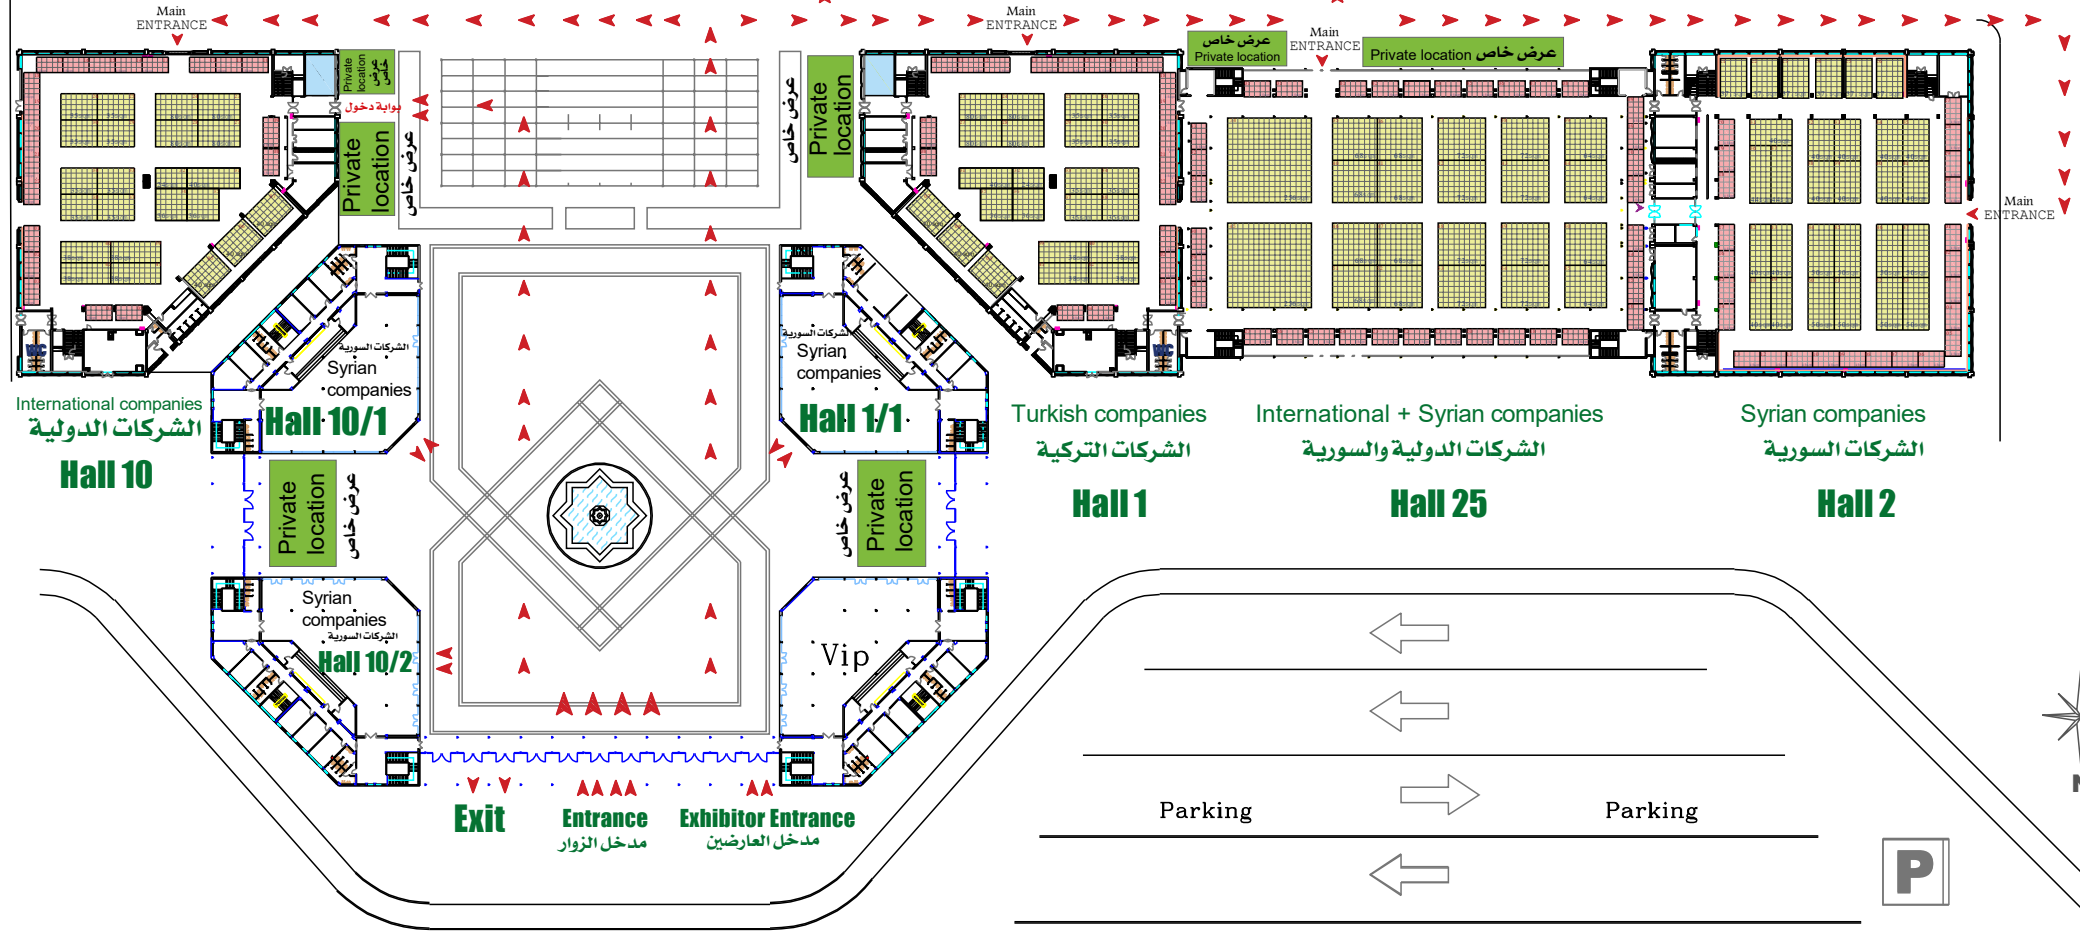 Main
ENTRANCE
Main
ENTRANCE
Main
ENTRANCE
Main
ENTRANCE
Private
location
عرض
خاص
بوابة دخول
Private
location
عرض خاص
عرض خاص
Private
location
عرض خاص
Private location
Private location عرض خاص
الشركات السورية
Syrian
companies
Hall 10/1
الشركات السورية
Syrian
companies
Hall 1/1
International companies
الشركات الدولية
Hall 10
Turkish companies
الشركات التركية
Hall 1
International + Syrian companies
الشركات الدولية والسورية
Hall 25
Syrian companies
الشركات السورية
Hall 2
Private
location
عرض خاص
عرض خاص
Private
location
Syrian
companies
الشركات السورية
Hall 10/2
Vip
Exit
Entrance
مدخل الزوار
Exhibitor Entrance
مدخل العارضين
Parking
Parking
P